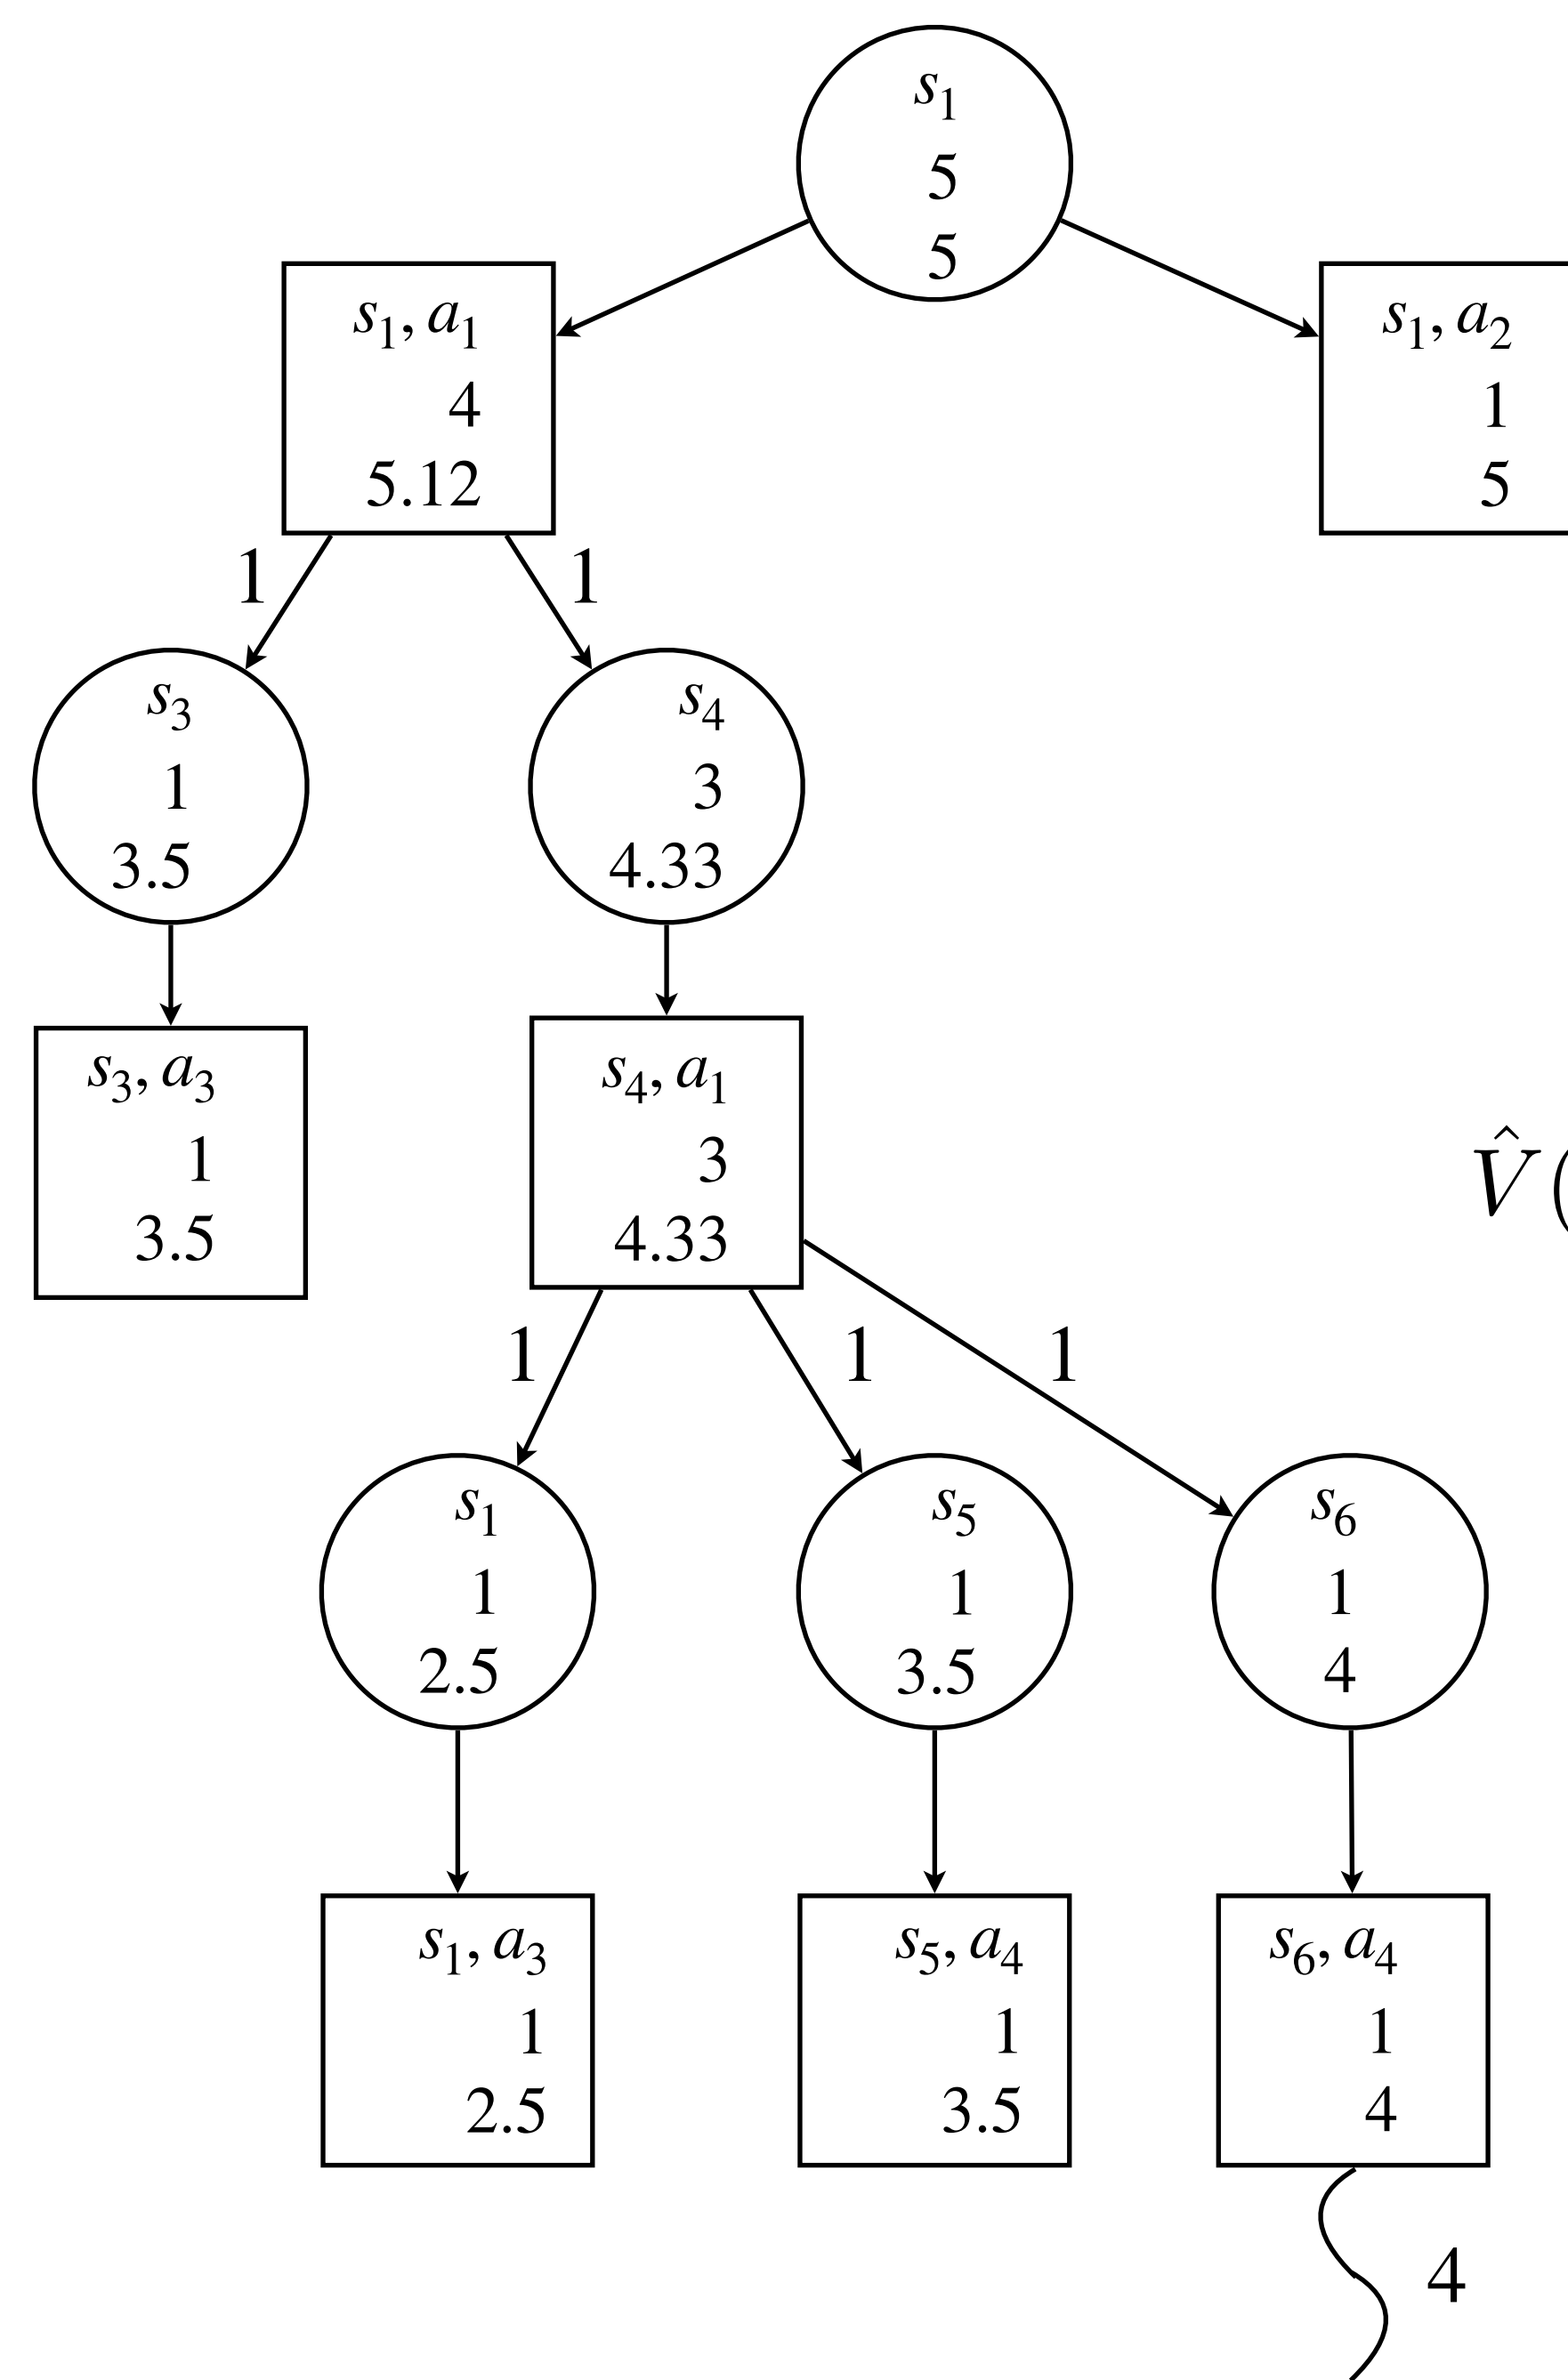 s₁
5
5
s₁, a₁
4
5.12
s₁, a₂
1
5
1
1
s₃
1
3.5
s₄
3
4.33
s₃, a₃
1
3.5
s₄, a₁
3
4.33
V̂(
1
1
1
s₁
1
2.5
s₅
1
3.5
s₆
1
4
s₁, a₃
1
2.5
s₅, a₄
1
3.5
s₆, a₄
1
4
4